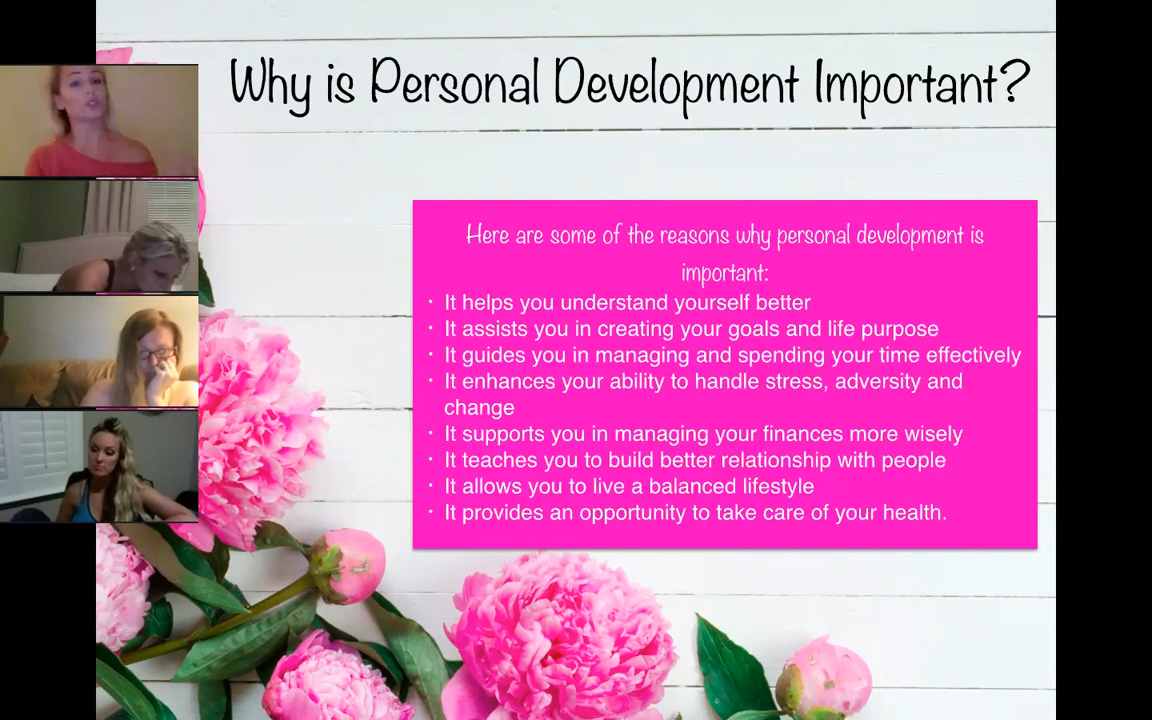 Why is Personal Development Important?
Here are some of the reasons why personal development is
important:
· It helps you understand yourself better
· It assists you in creating your goals and life purpose
· It guides you in managing and spending your time effectively
· It enhances your ability to handle stress, adversity and
change
· It supports you in managing your finances more wisely
· It teaches you to build better relationship with people
· It allows you to live a balanced lifestyle
· It provides an opportunity to take care of your health.